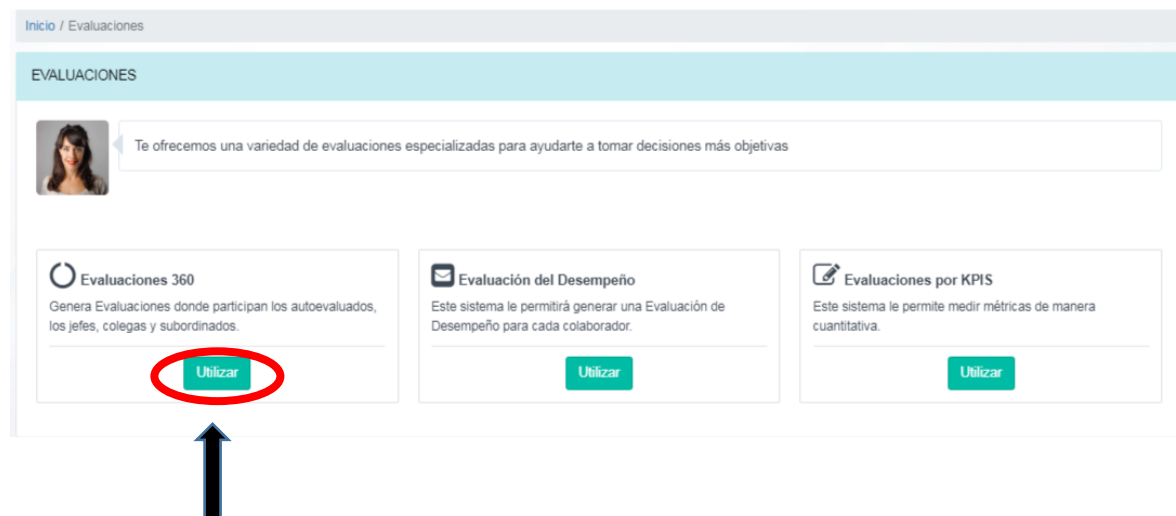 Inicio / Evaluaciones
EVALUACIONES
Te ofrecemos una variedad de evaluaciones especializadas para ayudarte a tomar decisiones más objetivas
Evaluaciones 360
Genera Evaluaciones donde participan los autoevaluados,
los jefes, colegas y subordinados.
Utilizar
Evaluación del Desempeño
Este sistema le permitirá generar una Evaluación de
Desempeño para cada colaborador.
Utilizar
Evaluaciones por KPIS
Este sistema le permite medir métricas de manera
cuantitativa.
Utilizar